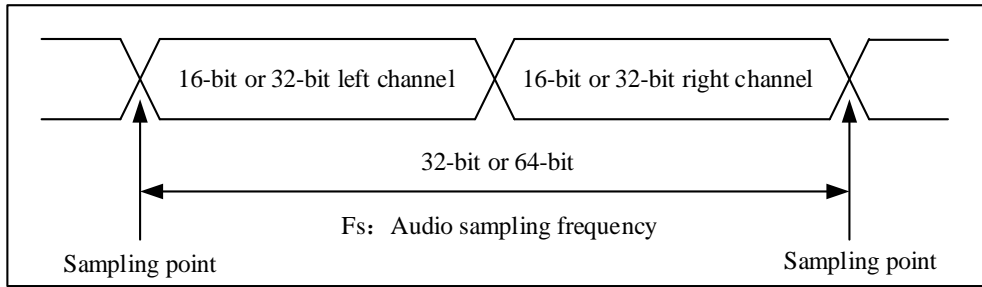 16-bit or 32-bit left channel
16-bit or 32-bit right channel
32-bit or 64-bit
Fs：Audio sampling frequency
Sampling point
Sampling point